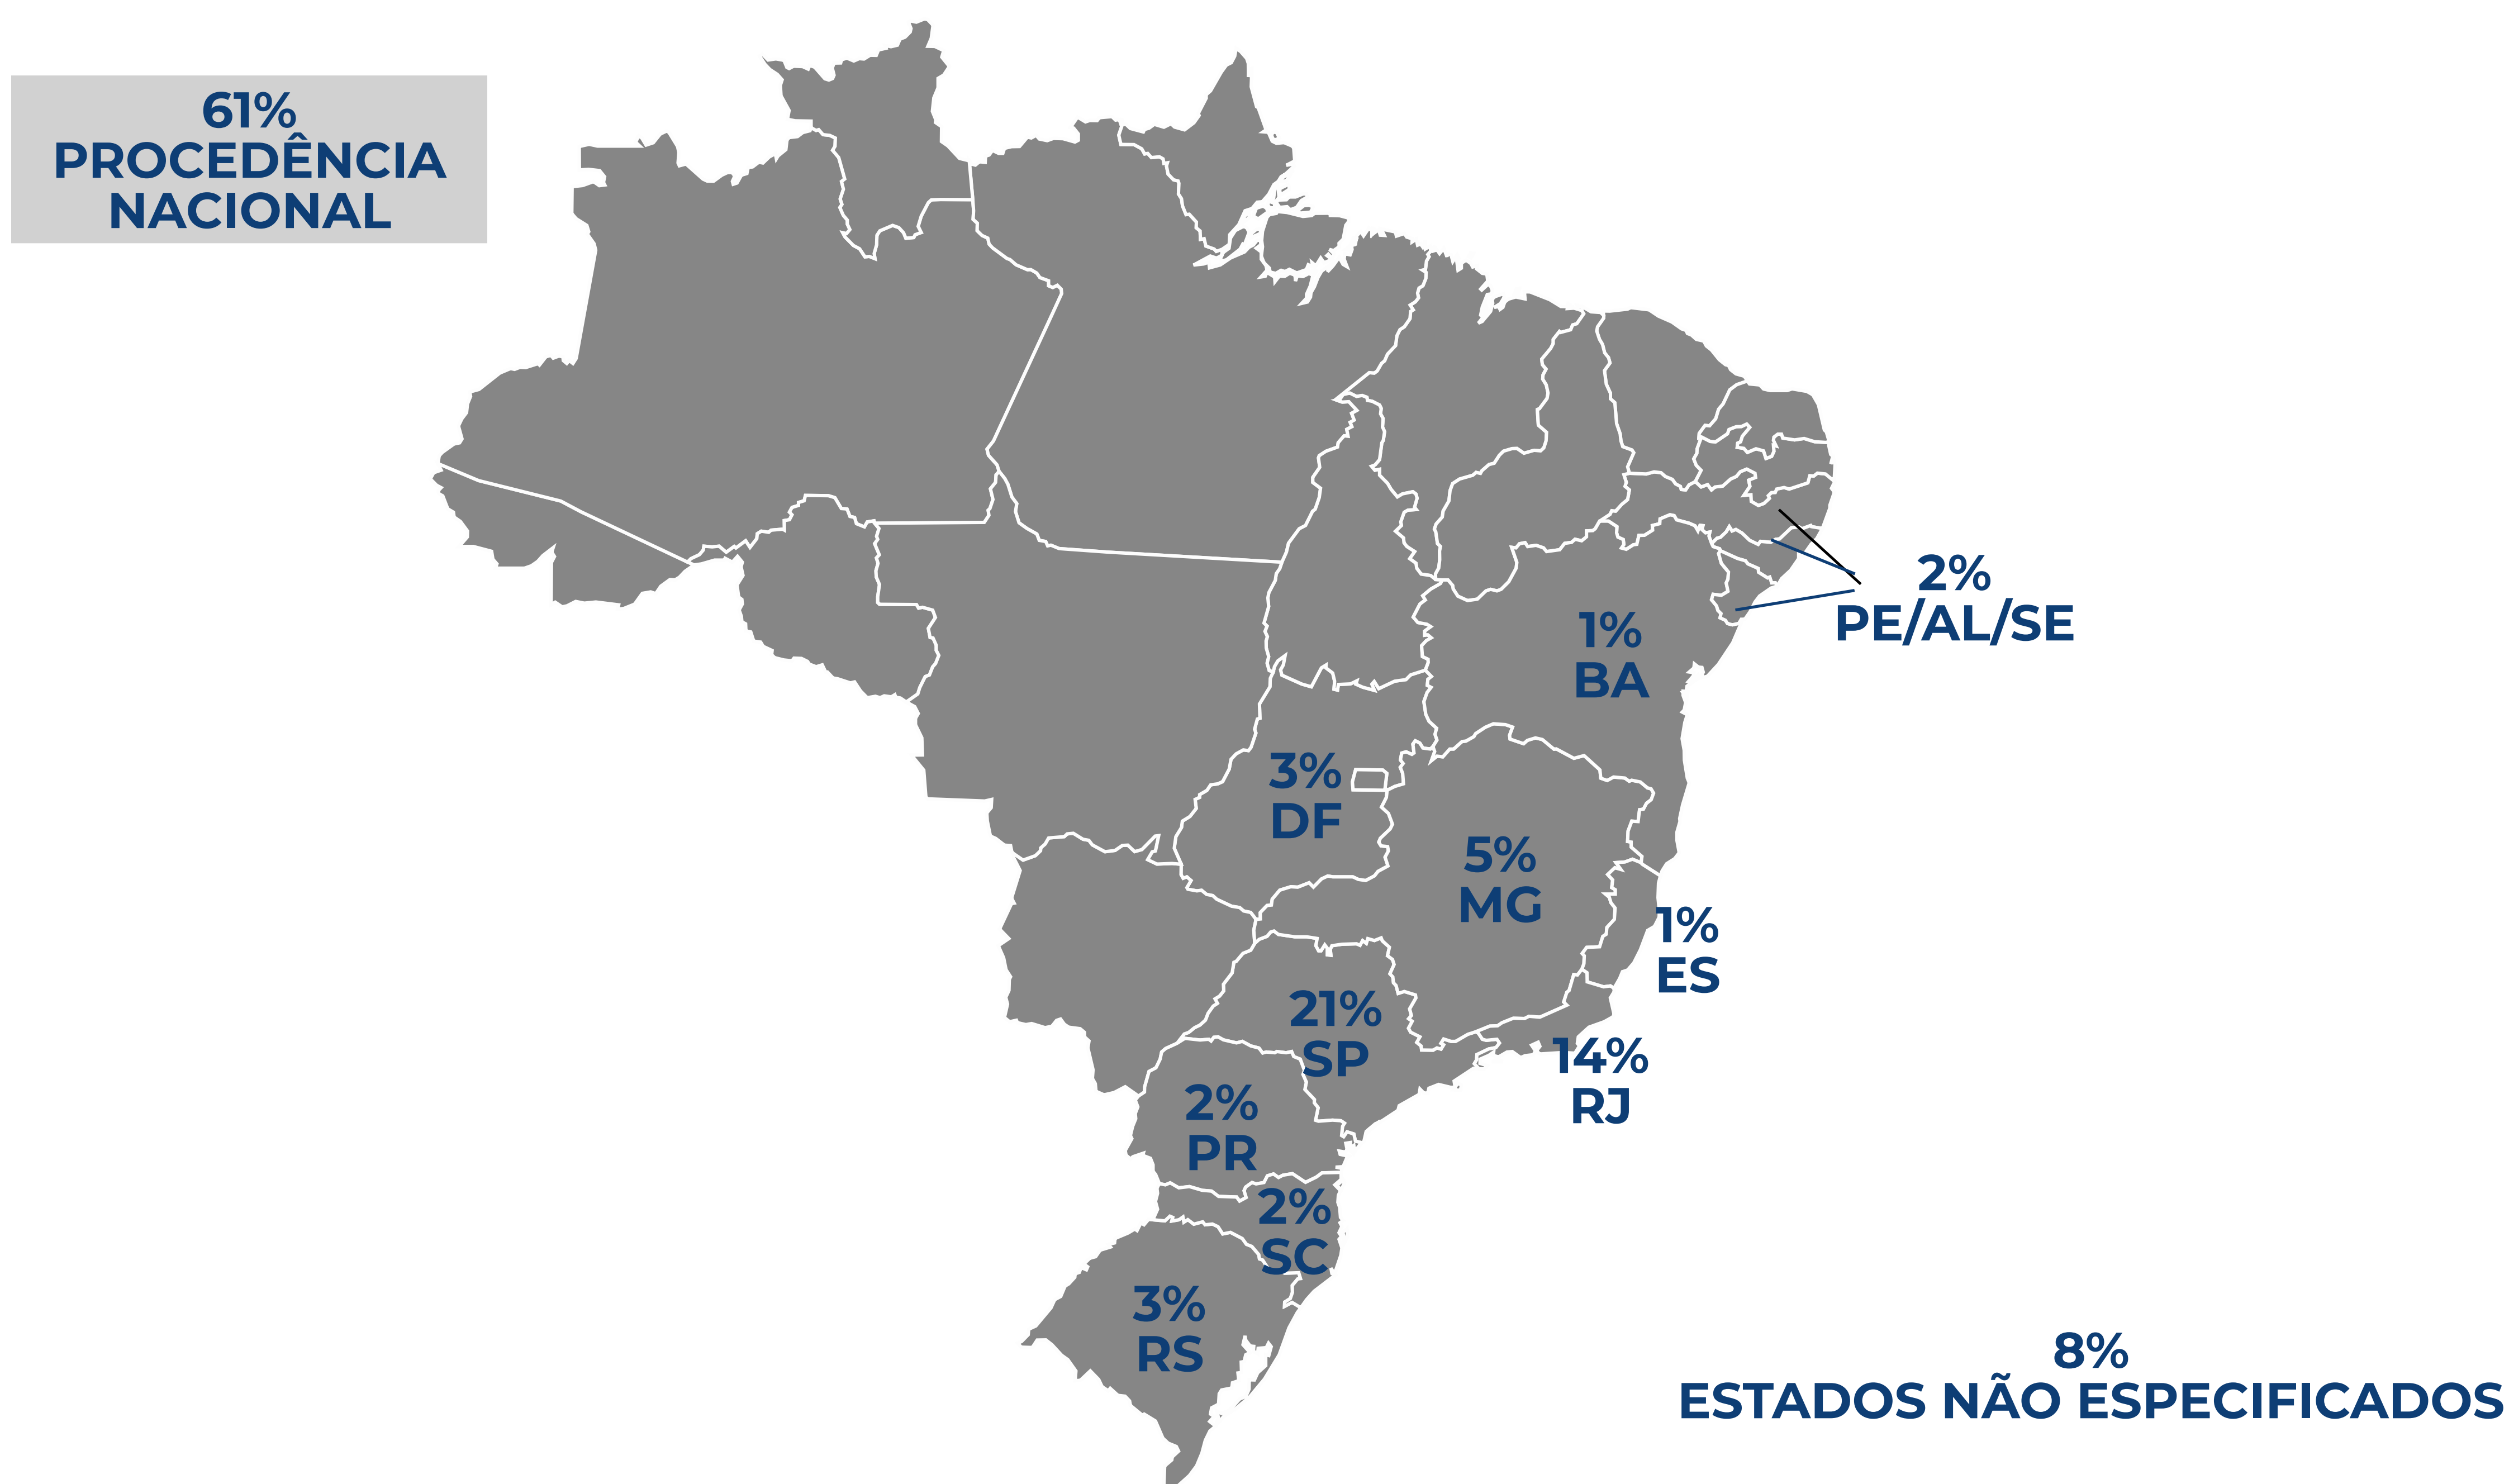 61%
PROCEDÊNCIA
NACIONAL
2%
PE/AL/SE
1%
BA
3%
DF
5%
MG
1%
ES
21%
SP
14%
RJ
2%
PR
2%
SC
3%
RS
8%
ESTADOS NÃO ESPECIFICADOS